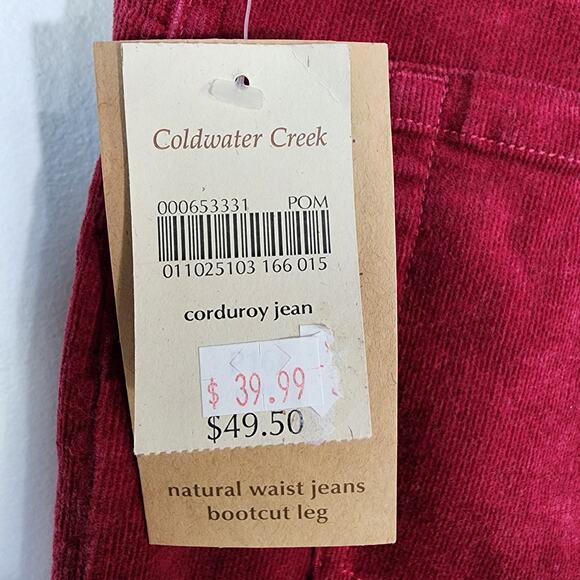 Coldwater Creek
000653331 POM
011025103 166 015
corduroy jean
$ 39.99
$49.50
natural waist jeans
bootcut leg